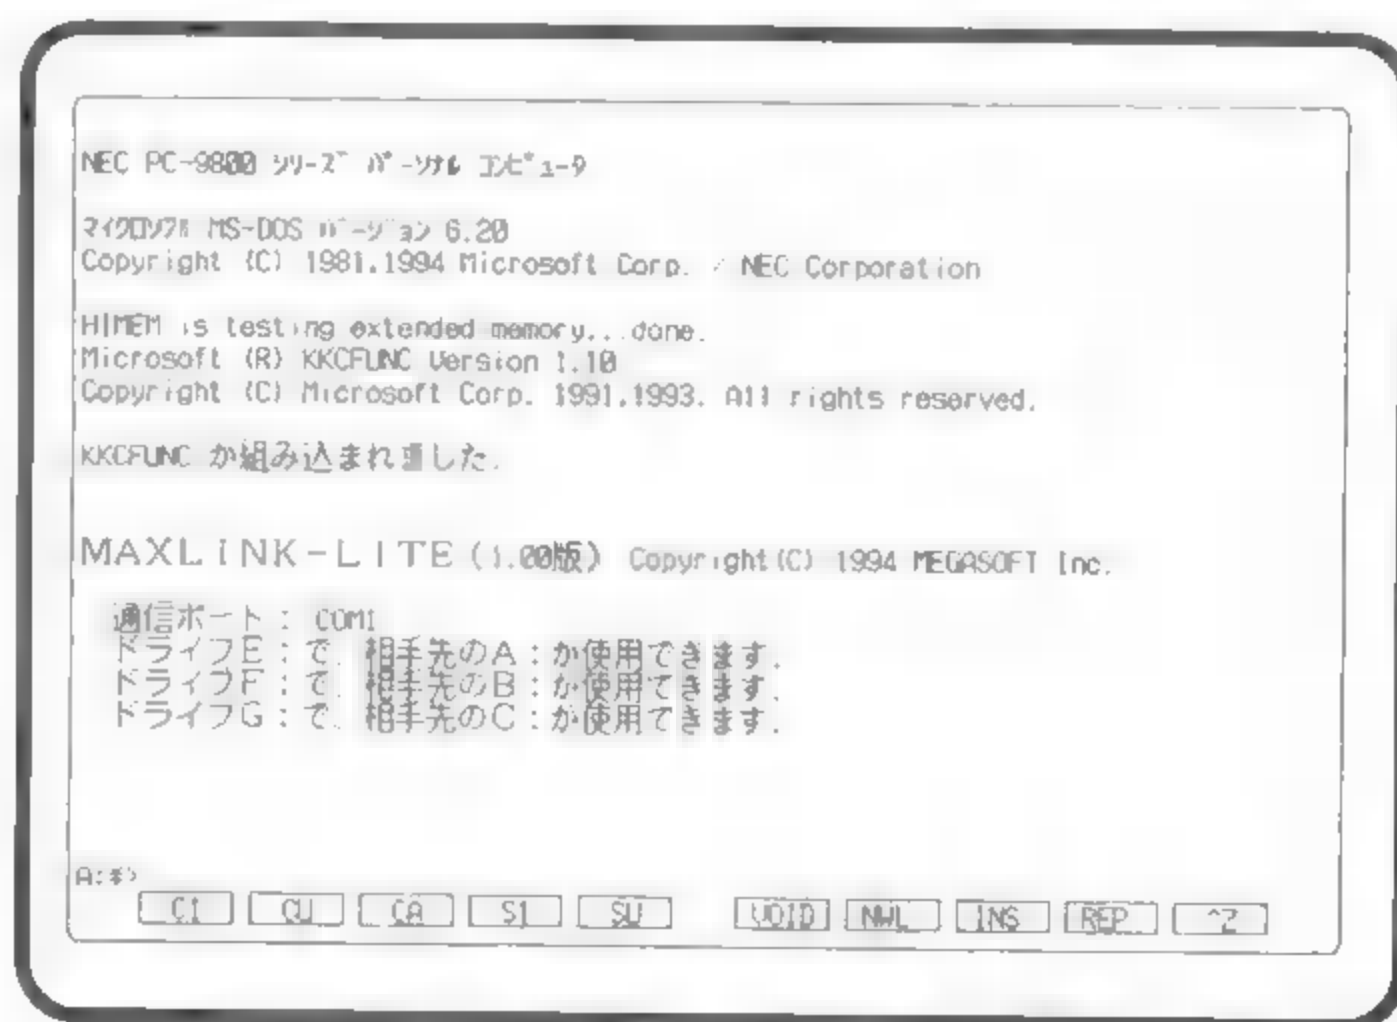 NEC PC-9800 シリーズ パーソナル コンピュータ
マイクロソフト MS-DOS バージョン 6.20
Copyright (C) 1981,1994 Microsoft Corp. / NEC Corporation
HIMEM is testing extended memory...done.
Microsoft (R) KKCFUNC Version 1.10
Copyright (C) Microsoft Corp. 1991,1993. All rights reserved.
KKCFUNC が組み込まれました.
MAXLINK-LITE (1.00版) Copyright(C) 1994 MEGASOFT Inc.
通信ポート: COM1
ドライブE:で、相手先のA:が使用できます.
ドライブF:で、相手先のB:が使用できます.
ドライブG:で、相手先のC:が使用できます.
A:¥>
C1 CU CA S1 SU VOID NWL INS REP ^Z